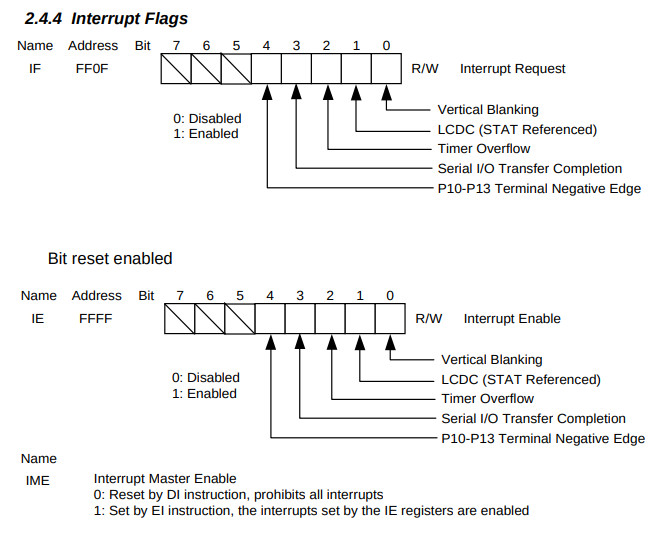 2.4.4 Interrupt Flags
Name Address Bit 7 6 5 4 3 2 1 0
IF FF0F R/W Interrupt Request
0: Disabled
1: Enabled
Vertical Blanking
LCDC (STAT Referenced)
Timer Overflow
Serial I/O Transfer Completion
P10-P13 Terminal Negative Edge
Bit reset enabled
Name Address Bit 7 6 5 4 3 2 1 0
IE FFFF R/W Interrupt Enable
0: Disabled
1: Enabled
Vertical Blanking
LCDC (STAT Referenced)
Timer Overflow
Serial I/O Transfer Completion
P10-P13 Terminal Negative Edge
Name
IME Interrupt Master Enable
0: Reset by DI instruction, prohibits all interrupts
1: Set by EI instruction, the interrupts set by the IE registers are enabled